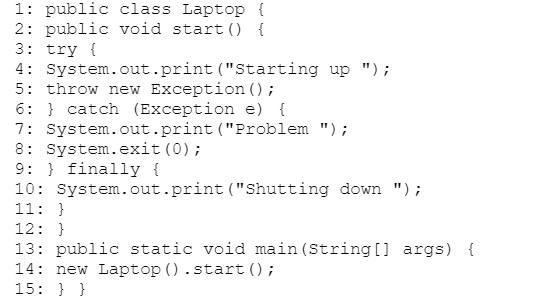 1: public class Laptop {
2: public void start() {
3: try {
4: System.out.print("Starting up ");
5: throw new Exception();
6: } catch (Exception e) {
7: System.out.print("Problem ");
8: System.exit(0);
9: } finally {
10: System.out.print("Shutting down ");
11: }
12: }
13: public static void main(String[] args) {
14: new Laptop().start();
15: } }